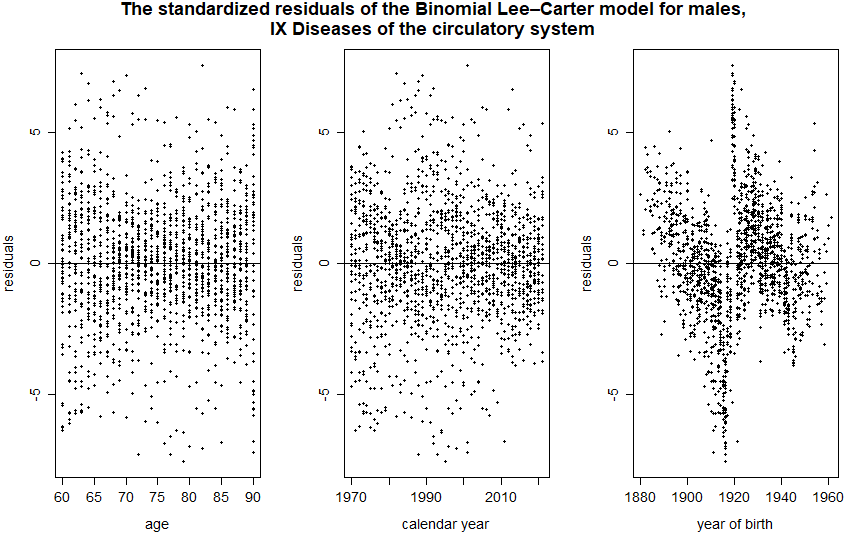 The standardized residuals of the Binomial Lee–Carter model for males,
IX Diseases of the circulatory system
residuals
5
0
-5
60 65 70 75 80 85 90
age
residuals
5
0
-5
1970 1990 2010
calendar year
residuals
5
0
-5
1880 1900 1920 1940 1960
year of birth